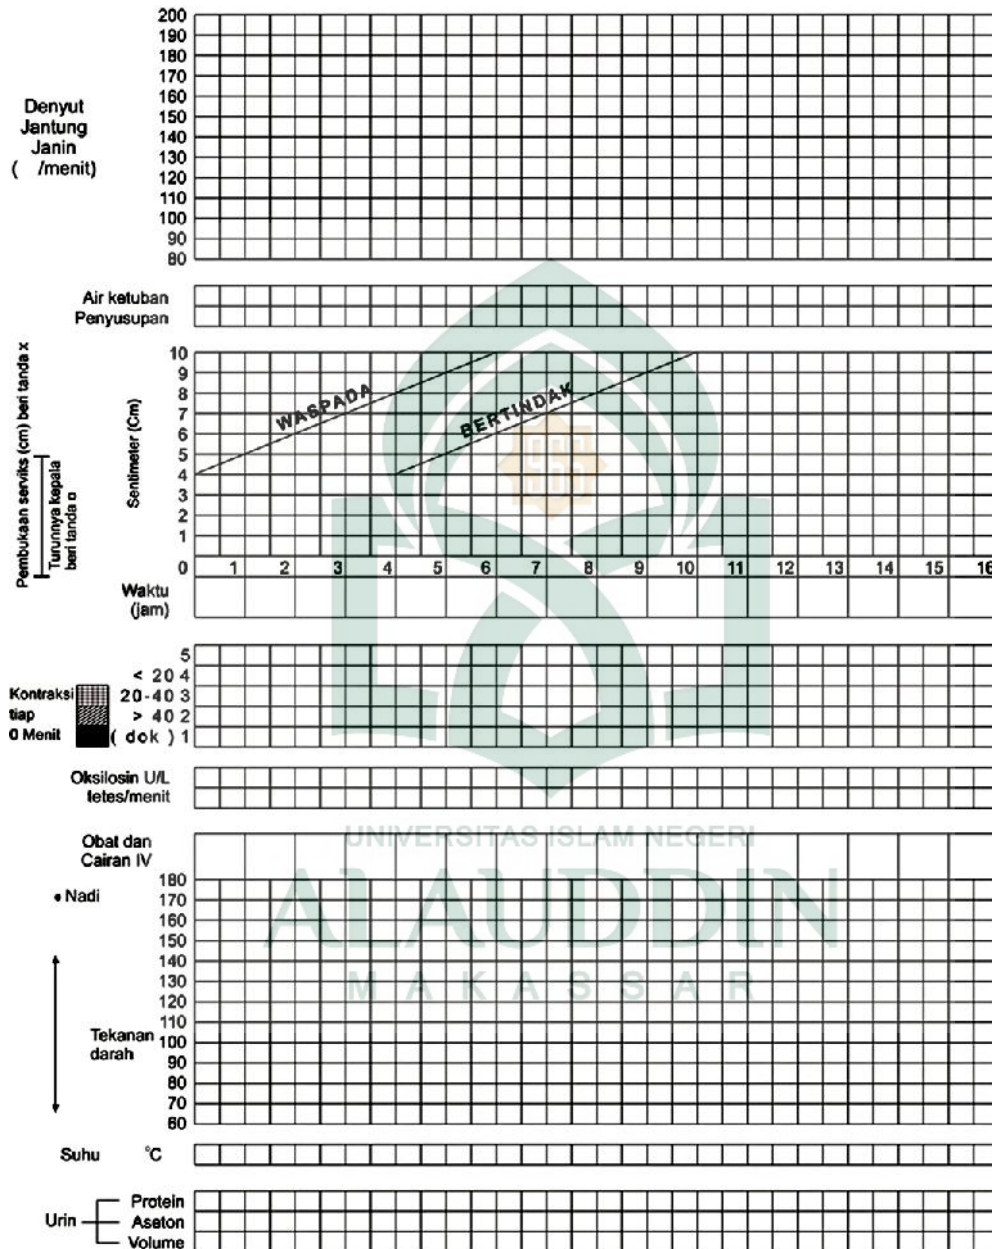 200
190
180
170
160
Denyut
Jantung
Janin
( /menit)
150
140
130
120
110
100
90
80
Air ketuban
Penyusupan
Pembukaan serviks (cm) beri tanda x
Turunnya kepala
beri tanda o
Sentimeter (Cm)
10
9
8
7
6
5
4
3
2
1
WASPADA
BERTINDAK
0 1 2 3 4 5 6 7 8 9 10 11 12 13 14 15 16
Waktu
(jam)
Kontraksi
tiap
0 Menit
5
< 20 4
20-40 3
> 40 2
( dok ) 1
Oksilosin U/L
letes/menit
Obat dan
Cairan IV
UNIVERSITAS ISLAM NEGERI
ALAUDDIN
MAKASSAR
Nadi
Tekanan
darah
180
170
160
150
140
130
120
110
100
90
80
70
60
Suhu °C
Urin
Protein
Aseton
Volume